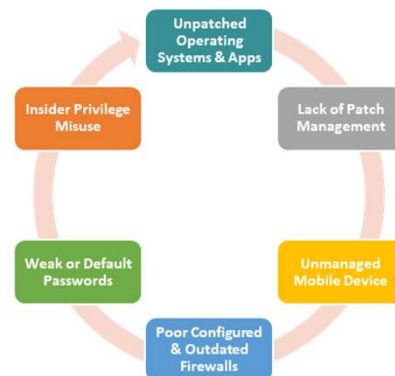 Unpatched
Operating
Systems & Apps
Lack of Patch
Management
Unmanaged
Mobile Device
Poor Configured
& Outdated
Firewalls
Weak or Default
Passwords
Insider Privilege
Misuse